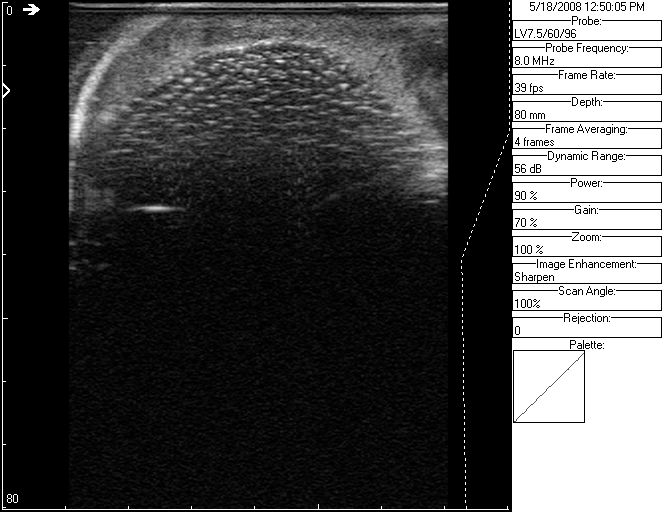 0
80
5/18/2008 12:50:05 PM
Probe:
LV7.5/60/96
Probe Frequency:
8.0 MHz
Frame Rate:
39 fps
Depth:
80 mm
Frame Averaging:
4 frames
Dynamic Range:
56 dB
Power:
90 %
Gain:
70 %
Zoom:
100 %
Image Enhancement:
Sharpen
Scan Angle:
100%
Rejection:
0
Palette: